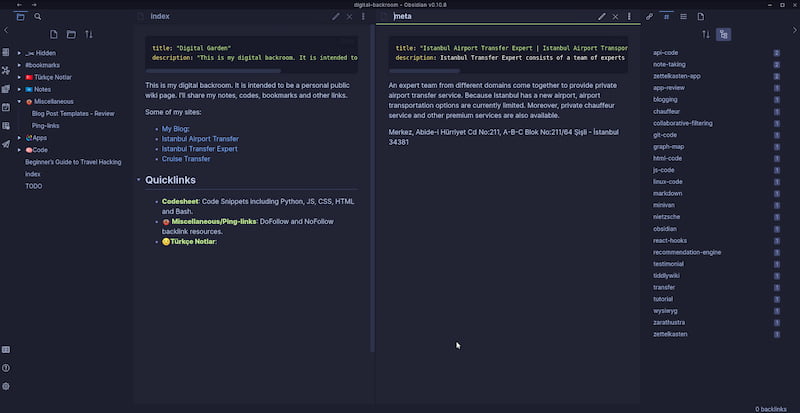 digital-backroom - Obsidian v0.10.8
Hidden
#bookmarks
Türkçe Notlar
Notes
Miscellaneous
Blog Post Templates - Review
Ping-links
Apps
Code
Beginner's Guide to Travel Hacking
index
TODO
index
title: "Digital Garden"
description: "This is my digital backroom. It is intended to
This is my digital backroom. It is intended to be a personal public
wiki page. I'll share my notes, codes, bookmarks and other links.
Some of my sites:
My Blog:
Istanbul Airport Transfer
Istanbul Transfer Expert
Cruise Transfer
Quicklinks
Codesheet: Code Snippets including Python, JS, CSS, HTML
and Bash.
Miscellaneous/Ping-links: DoFollow and NoFollow
backlink resources.
Türkçe Notlar:
meta
title: "Istanbul Airport Transfer Expert | Istanbul Airport Transpor
description: Istanbul Transfer Expert consists of a team of experts
An expert team from different domains come together to provide private
airport transfer service. Because Istanbul has a new airport, airport
transportation options are currently limited. Moreover, private chauffeur
service and other premium services are also available.
Merkez, Abide-i Hürriyet Cd No:211, A-B-C Blok No:211/64 Şişli - İstanbul
34381
api-code 2
note-taking 2
zettelkasten-app 2
app-review 1
blogging 1
chauffeur 1
collaborative-filtering 1
git-code 1
graph-map 1
html-code 1
js-code 1
linux-code 1
markdown 1
minivan 1
nietzsche 1
obsidian 1
react-hooks 1
recommendation-engine 1
testimonial 1
tiddlywiki 1
transfer 1
tutorial 1
wysiwyg 1
zarathustra 1
zettelkasten 1
0 backlinks